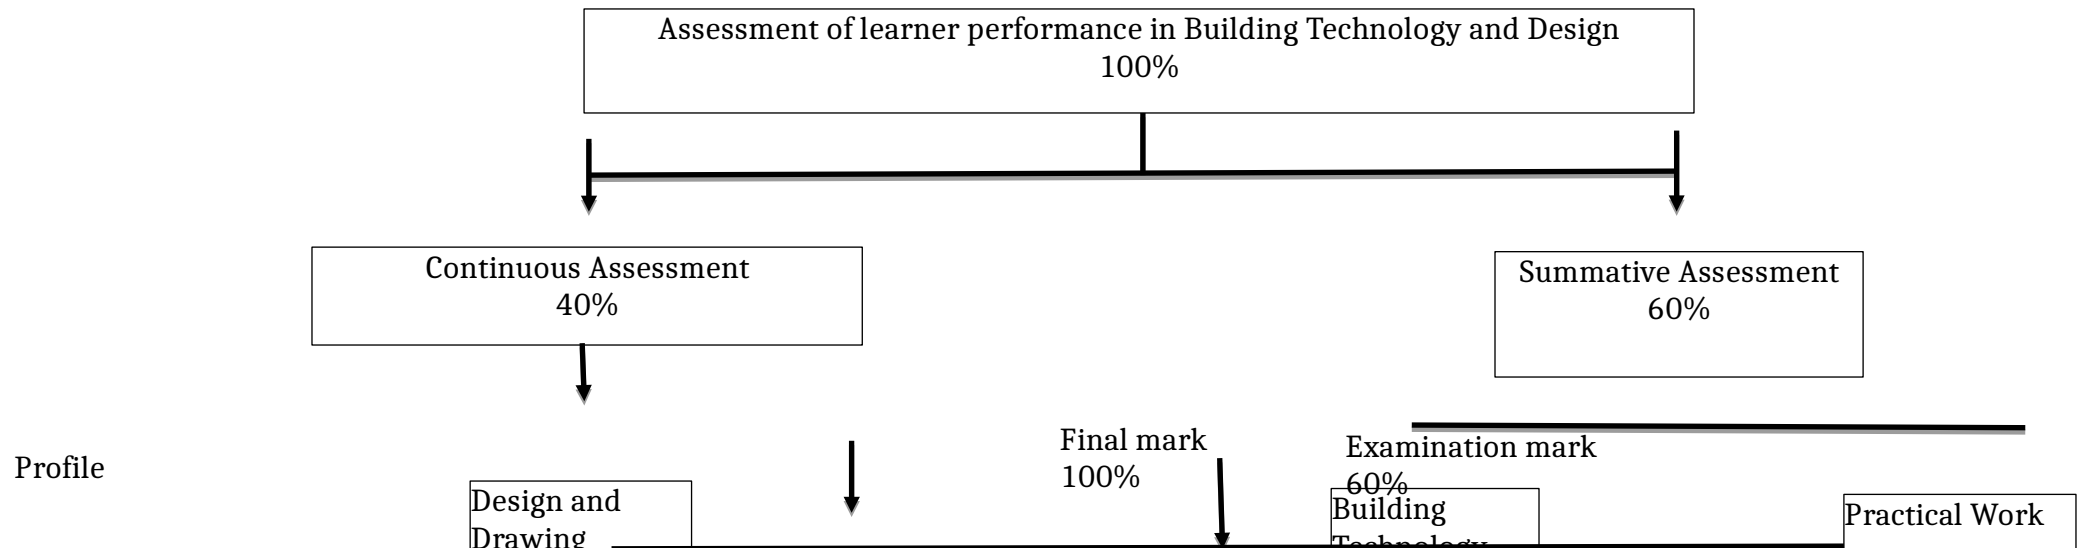 Assessment of learner performance in Building Technology and Design
100%
Continuous Assessment
40%
Summative Assessment
60%
Profile
Final mark
100%
Examination mark
60%
Design and
Drawing
Building
Technology
Practical Work